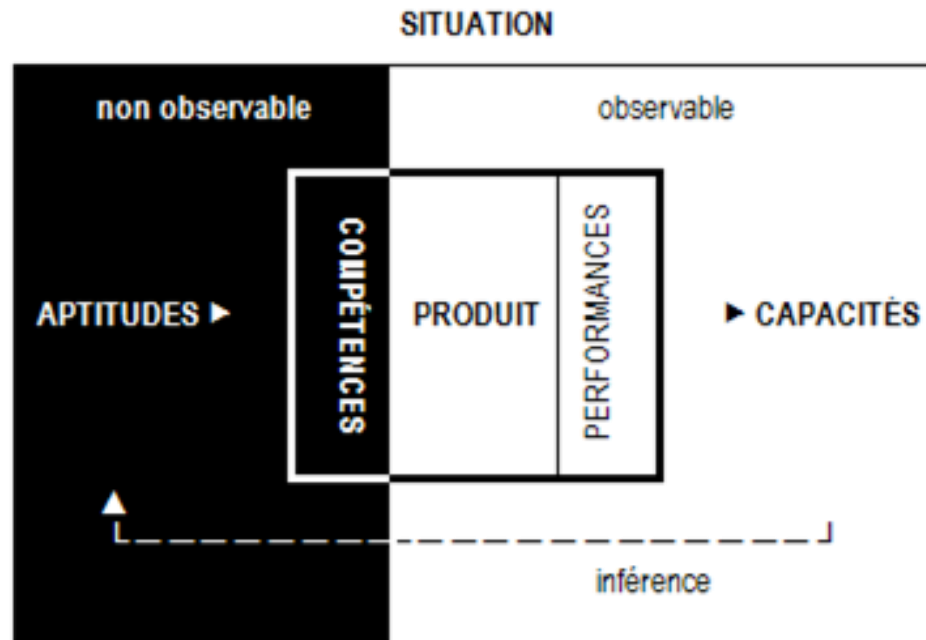 SITUATION
non observable
observable
APTITUDES ►
COMPÉTENCES
PRODUIT
PERFORMANCES
► CAPACITÉS
inférence